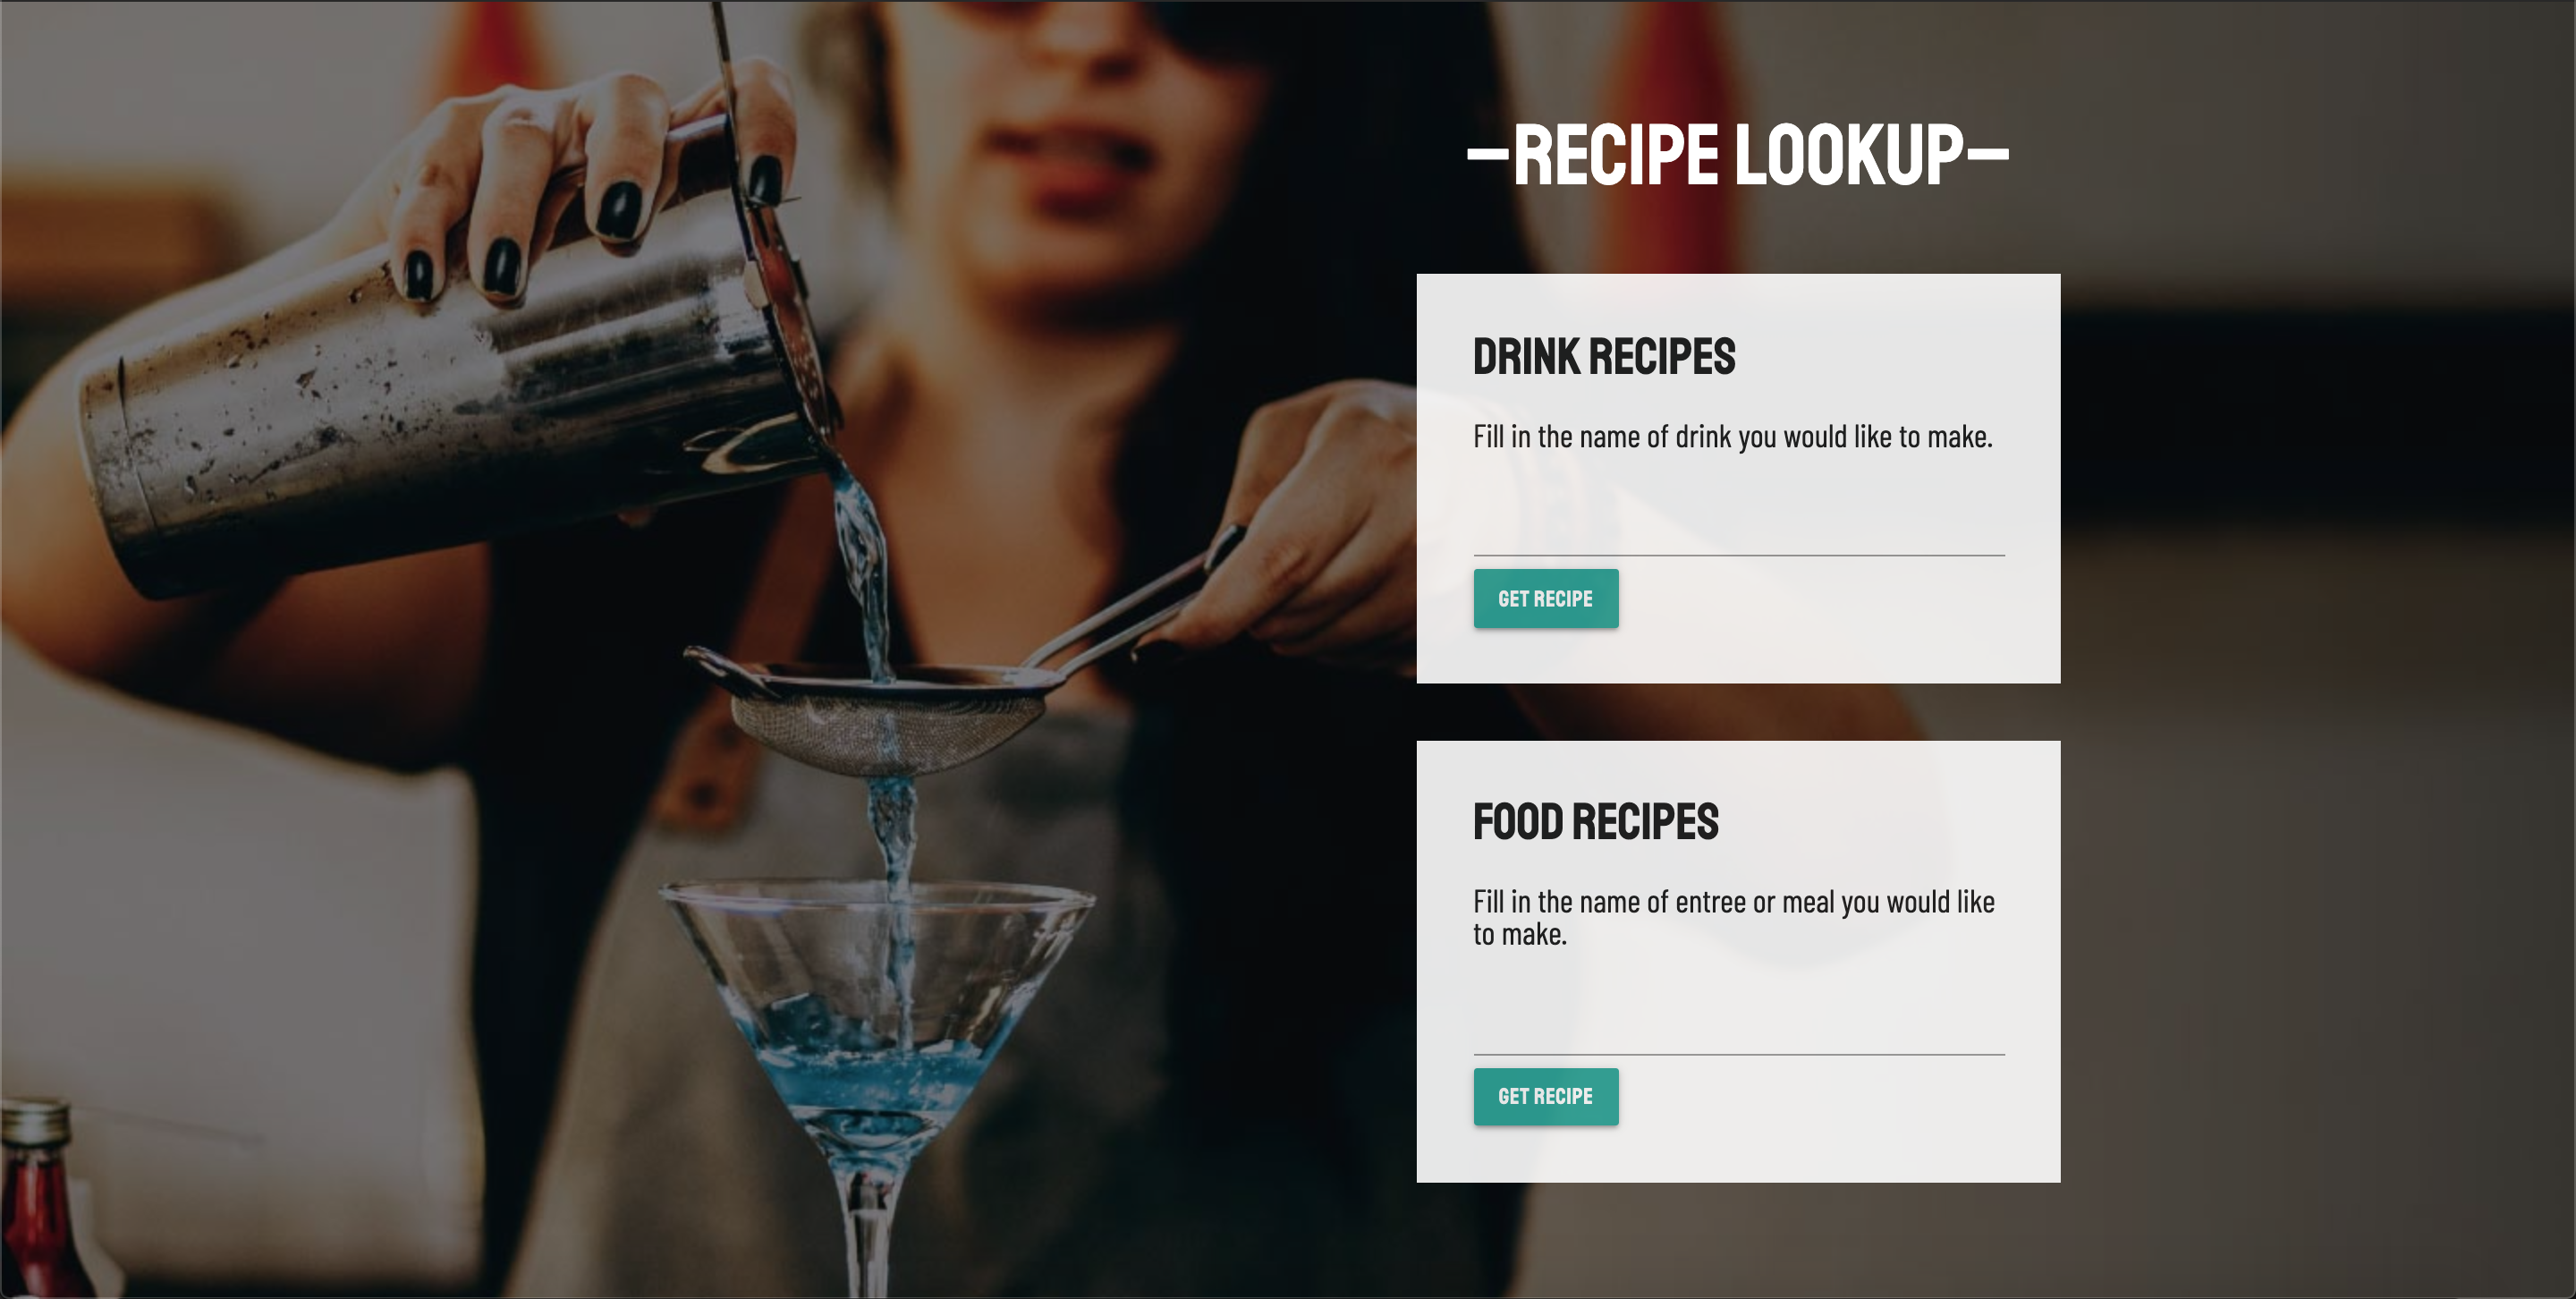 —RECIPE LOOKUP—
DRINK RECIPES
Fill in the name of drink you would like to make.
GET RECIPE
FOOD RECIPES
Fill in the name of entree or meal you would like
to make.
GET RECIPE